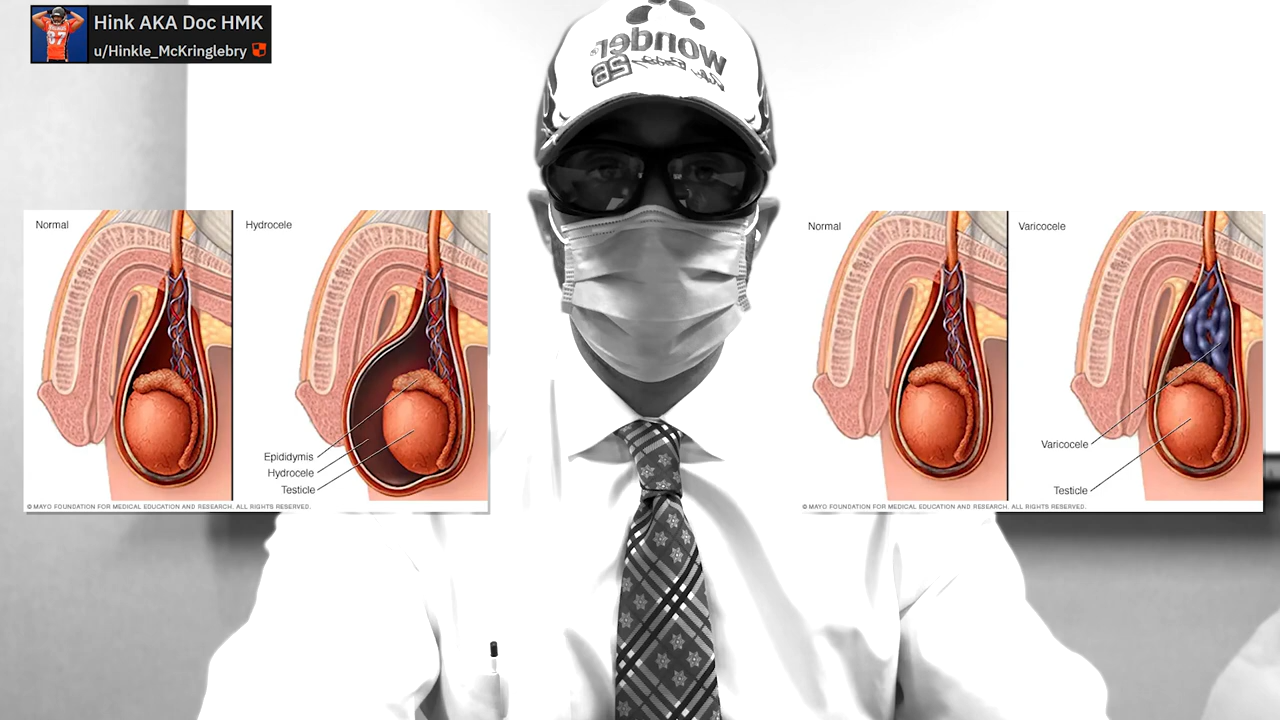 Hink AKA Doc HMK
u/Hinkle_McKringlebry
wonder
Normal
Hydrocele
Epididymis
Hydrocele
Testicle
© MAYO FOUNDATION FOR MEDICAL EDUCATION AND RESEARCH. ALL RIGHTS RESERVED.
Normal
Varicocele
Varicocele
Testicle
© MAYO FOUNDATION FOR MEDICAL EDUCATION AND RESEARCH. ALL RIGHTS RESERVED.